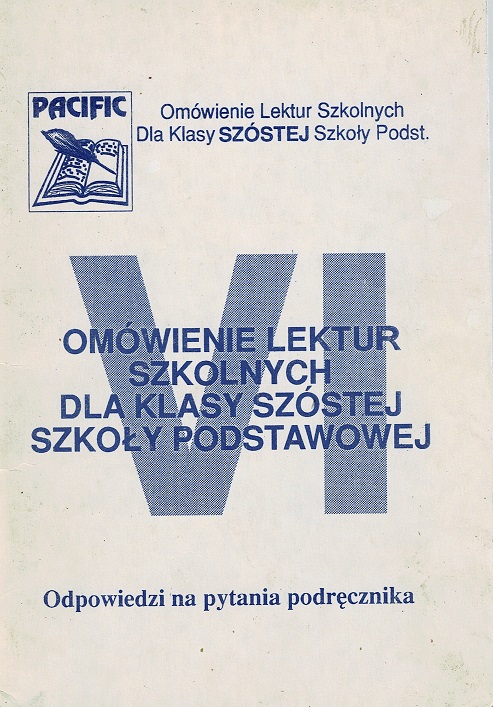 PACIFIC
Omówienie Lektur Szkolnych
Dla Klasy SZÓSTEJ Szkoły Podst.
VI
OMÓWIENIE LEKTUR
SZKOLNYCH
DLA KLASY SZÓSTEJ
SZKOŁY PODSTAWOWEJ
Odpowiedzi na pytania podręcznika